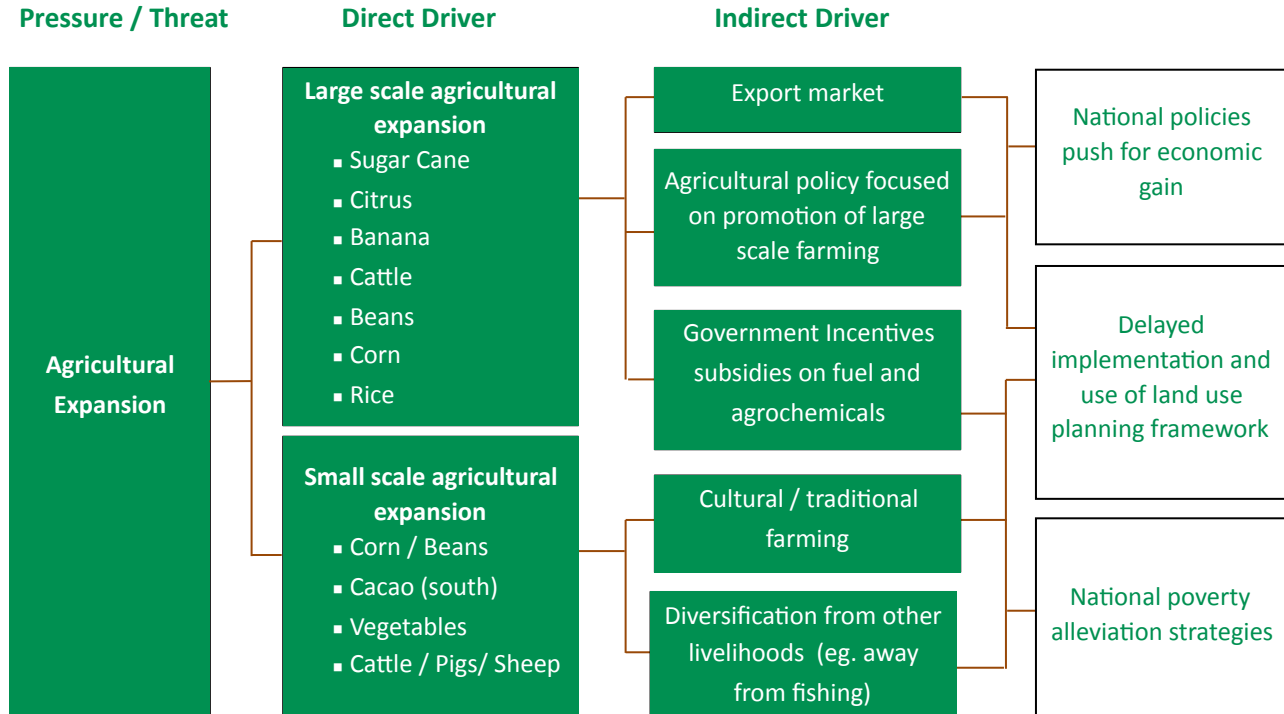 Pressure / Threat
Direct Driver
Indirect Driver
Agricultural
Expansion
Large scale agricultural
expansion
▪ Sugar Cane
▪ Citrus
▪ Banana
▪ Cattle
▪ Beans
▪ Corn
▪ Rice
Small scale agricultural
expansion
▪ Corn / Beans
▪ Cacao (south)
▪ Vegetables
▪ Cattle / Pigs/ Sheep
Export market
Agricultural policy focused
on promotion of large
scale farming
Government Incentives
subsidies on fuel and
agrochemicals
Cultural / traditional
farming
Diversification from other
livelihoods (eg. away
from fishing)
National policies
push for economic
gain
Delayed
implementation and
use of land use
planning framework
National poverty
alleviation strategies